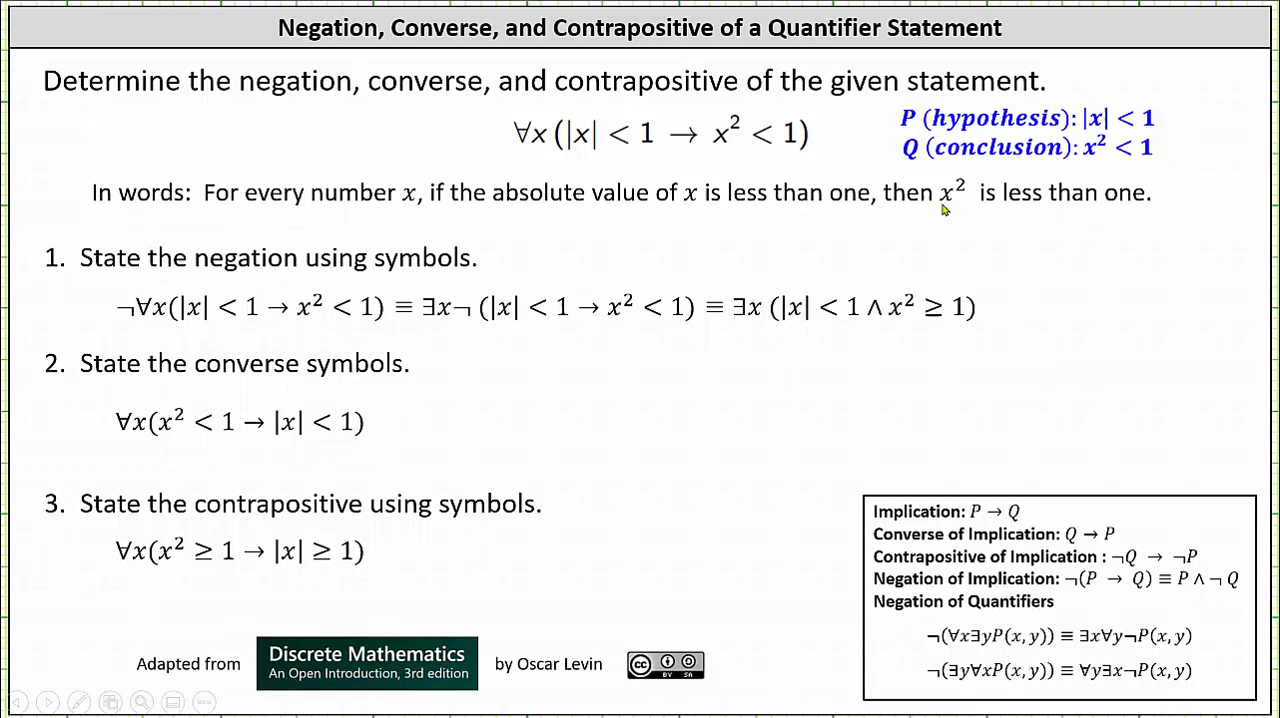 Negation, Converse, and Contrapositive of a Quantifier Statement
Determine the negation, converse, and contrapositive of the given statement.
∀x(|x| < 1 → x² < 1)
P (hypothesis): |x| < 1
Q (conclusion): x² < 1
In words: For every number x, if the absolute value of x is less than one, then x² is less than one.
1. State the negation using symbols.
¬∀x(|x| < 1 → x² < 1) ≡ ∃x¬ (|x| < 1 → x² < 1) ≡ ∃x (|x| < 1 ∧ x² ≥ 1)
2. State the converse symbols.
∀x(x² < 1 → |x| < 1)
3. State the contrapositive using symbols.
∀x(x² ≥ 1 → |x| ≥ 1)
Implication: P → Q
Converse of Implication: Q → P
Contrapositive of Implication : ¬Q → ¬P
Negation of Implication: ¬(P → Q) ≡ P ∧ ¬ Q
Negation of Quantifiers
¬(∀x∃yP(x, y)) ≡ ∃x∀y¬P(x, y)
¬(∃y∀xP(x, y)) ≡ ∀y∃x¬P(x, y)
Adapted from Discrete Mathematics by Oscar Levin
An Open Introduction, 3rd edition
CC BY SA